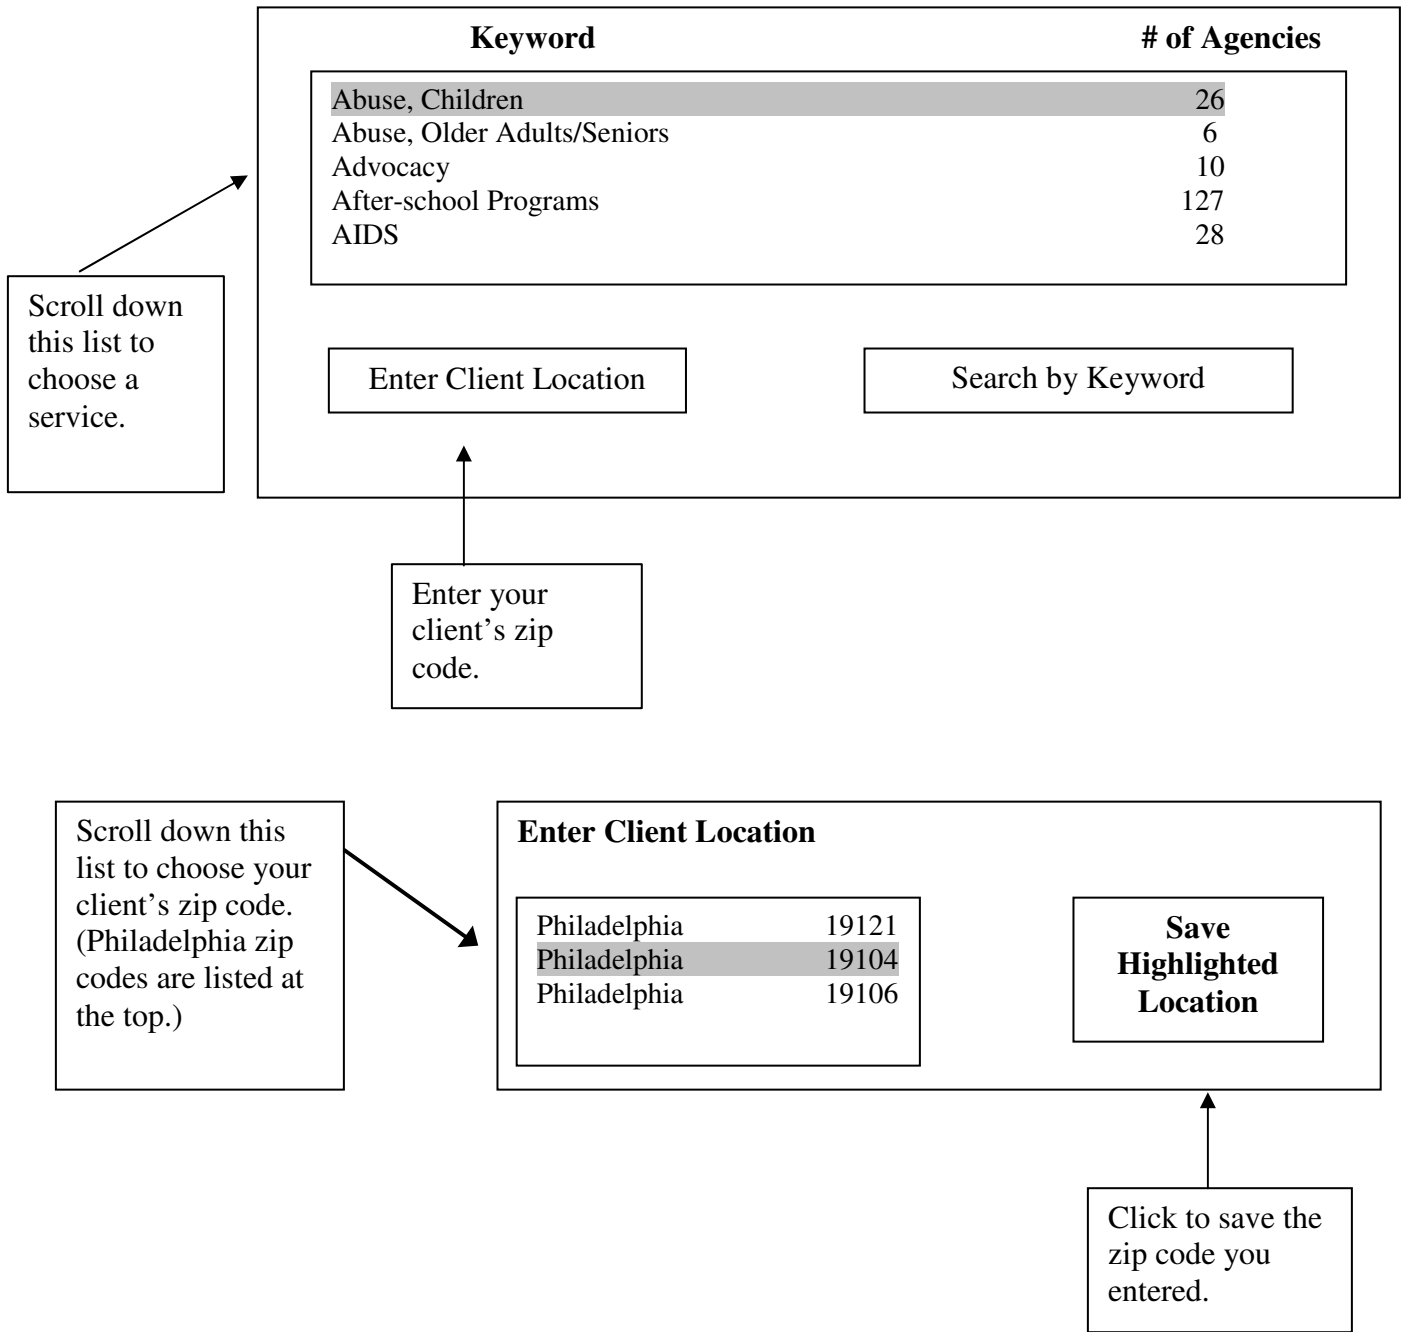 Keyword # of Agencies
Abuse, Children 26
Abuse, Older Adults/Seniors 6
Advocacy 10
After-school Programs 127
AIDS 28
Scroll down
this list to
choose a
service.
Enter Client Location
Search by Keyword
Enter your
client's zip
code.
Scroll down this
list to choose your
client's zip code.
(Philadelphia zip
codes are listed at
the top.)
Enter Client Location
Philadelphia 19121
Philadelphia 19104
Philadelphia 19106
Save
Highlighted
Location
Click to save the
zip code you
entered.